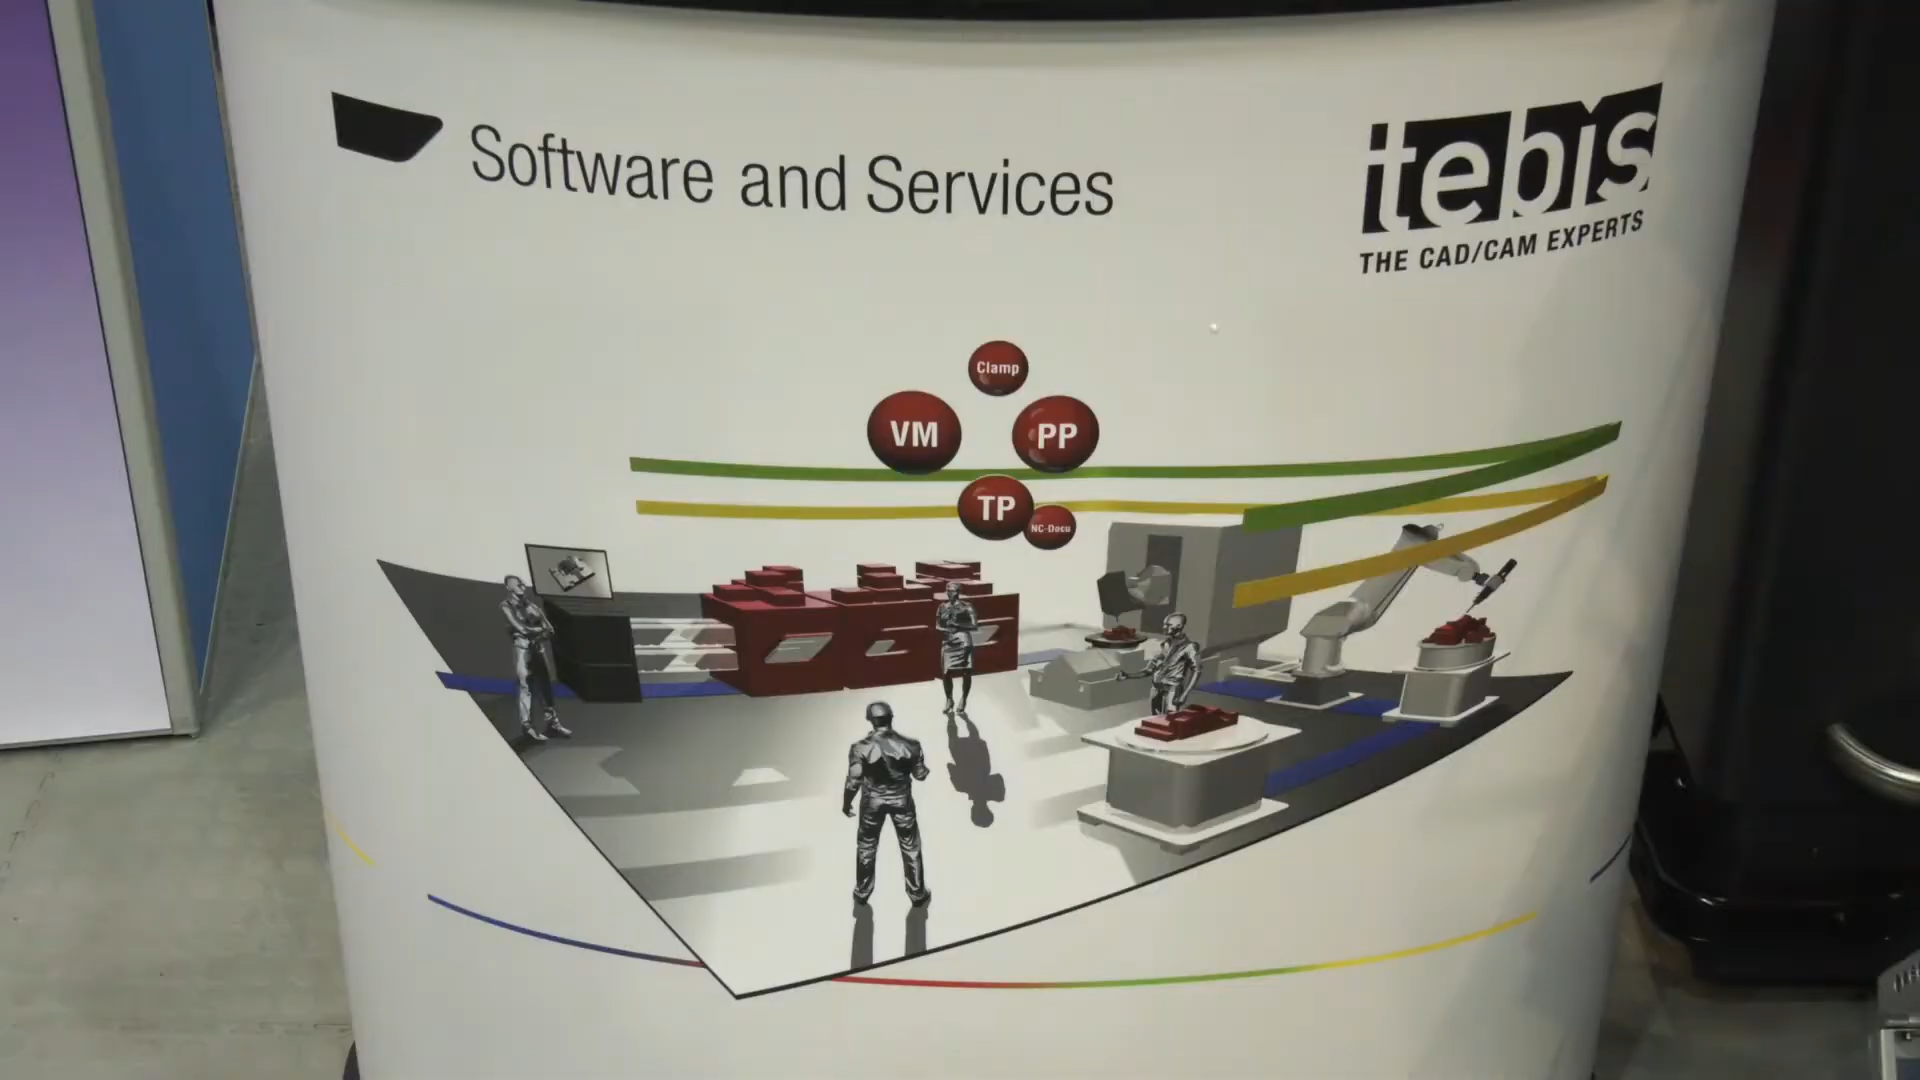 Software and Services
tebis
THE CAD/CAM EXPERTS
Clamp
VM
PP
TP
NC-Docu